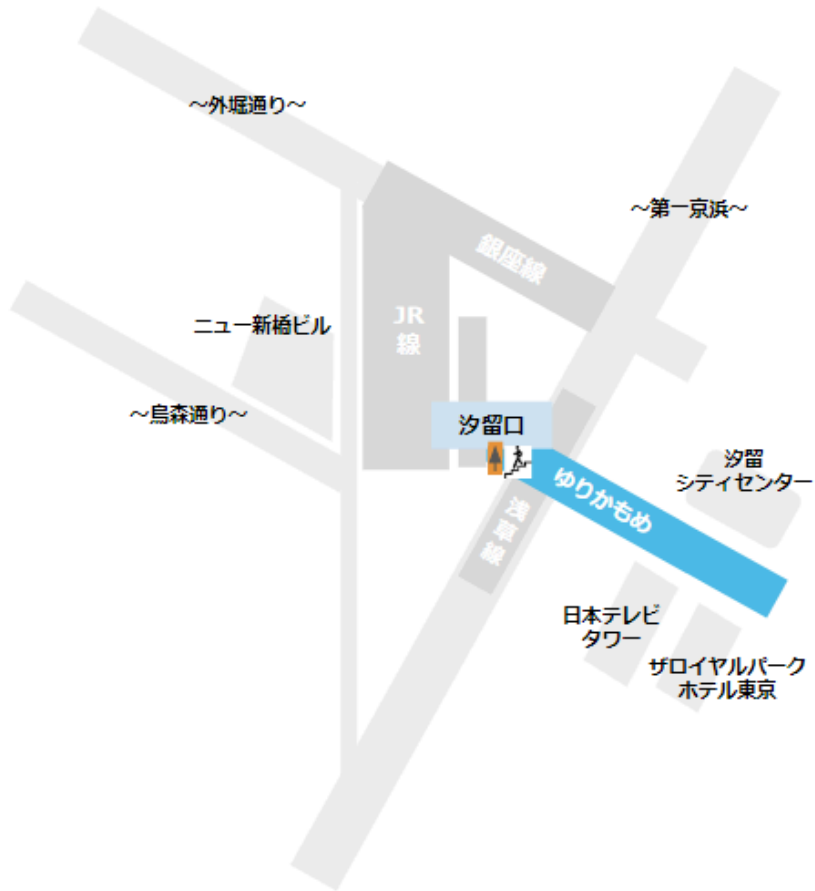 ～外堀通り～
～第一京浜～
銀座線
JR
線
ニュー新橋ビル
～烏森通り～
汐留口
汐留
シティセンター
ゆりかもめ
浅草線
日本テレビ
タワー
ザロイヤルパーク
ホテル東京